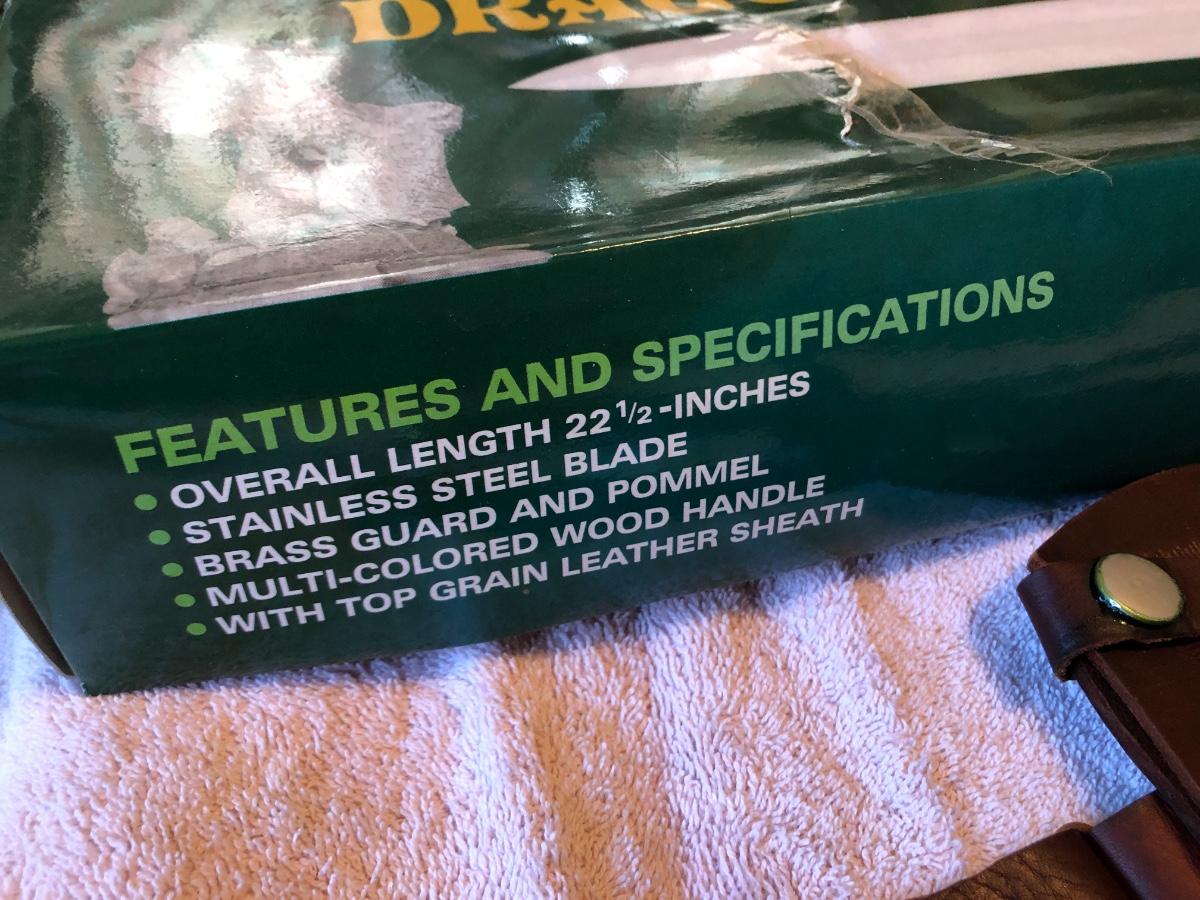 FEATURES AND SPECIFICATIONS
• OVERALL LENGTH 22 1/2 -INCHES
• STAINLESS STEEL BLADE
• BRASS GUARD AND POMMEL
• MULTI-COLORED WOOD HANDLE
• WITH TOP GRAIN LEATHER SHEATH